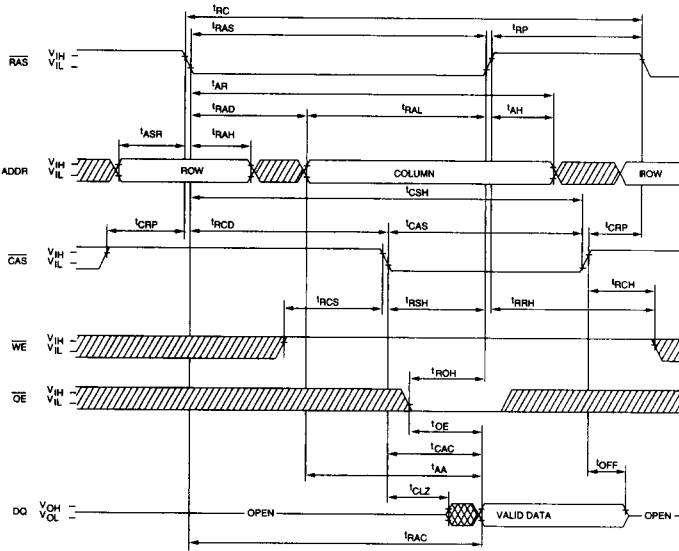 tRC
tRAS tRP
RAS VIH VIL
tAR
tRAD tRAL tAH
tASR tRAH
ADDR VIH VIL ROW COLUMN ROW
tCSH
tCRP tRCD tCAS tCRP
CAS VIH VIL
tRCH
tRCS tRSH tRRH
WE VIH VIL
tROH
OE VIH VIL
tOE
tCAC
tAA tOFF
tCLZ
DQ VOH VOL OPEN VALID DATA OPEN
tRAC